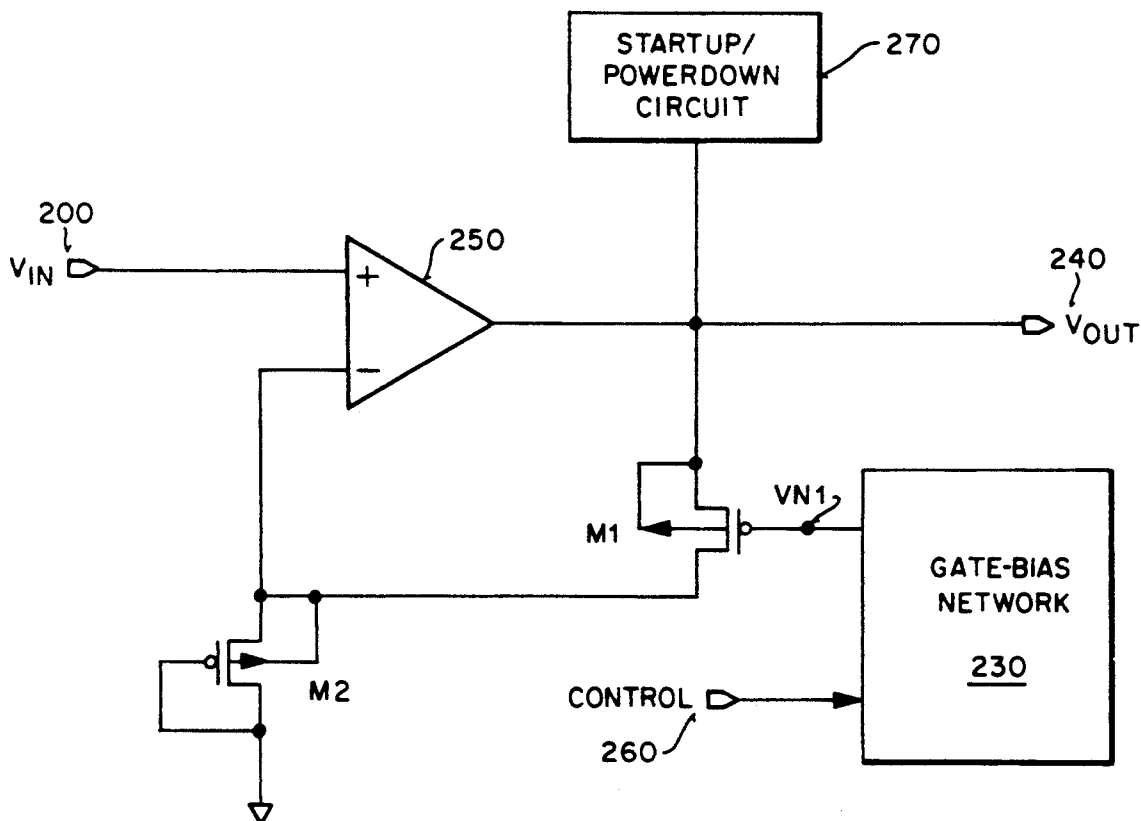 STARTUP/
POWERDOWN
CIRCUIT
270
200
VIN
250
+
−
240
VOUT
VN1
M1
GATE-BIAS
NETWORK
230
M2
CONTROL
260